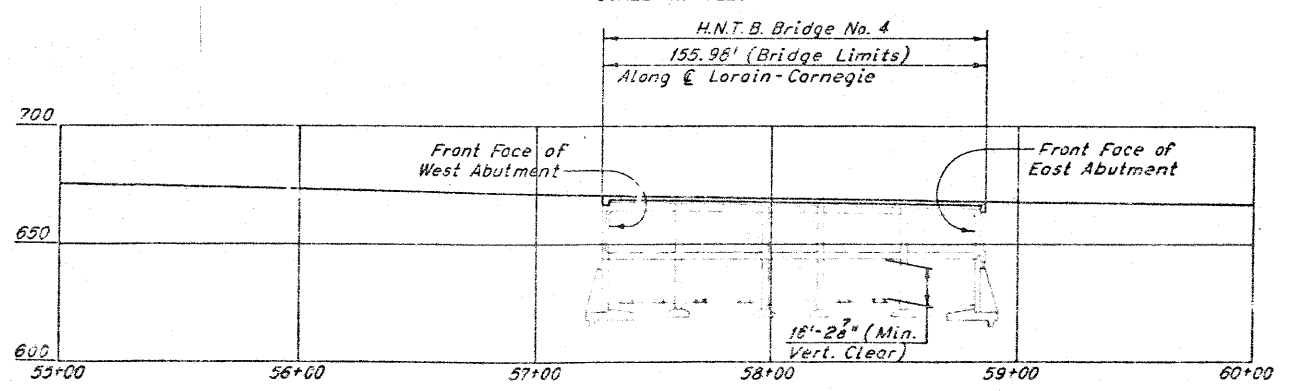 H.N.T.B. Bridge No. 4
155.98' (Bridge Limits)
Along ℄ Lorain-Carnegie
700
Front Face of
West Abutment
Front Face of
East Abutment
650
16'-2⅞" (Min.
Vert. Clear)
600
55+00 56+00 57+00 58+00 59+00 60+00